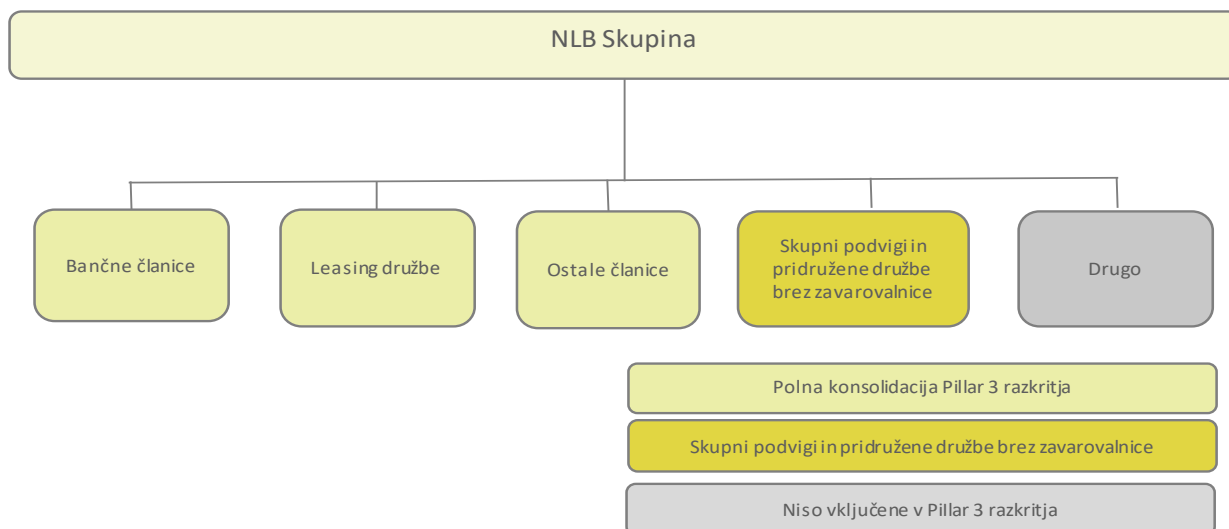 NLB Skupina
Bančne članice
Leasing družbe
Ostale članice
Skupni podvigi in
pridružene družbe
brez zavarovalnice
Drugo
Polna konsolidacija Pillar 3 razkritja
Skupni podvigi in pridružene družbe brez zavarovalnice
Niso vključene v Pillar 3 razkritja